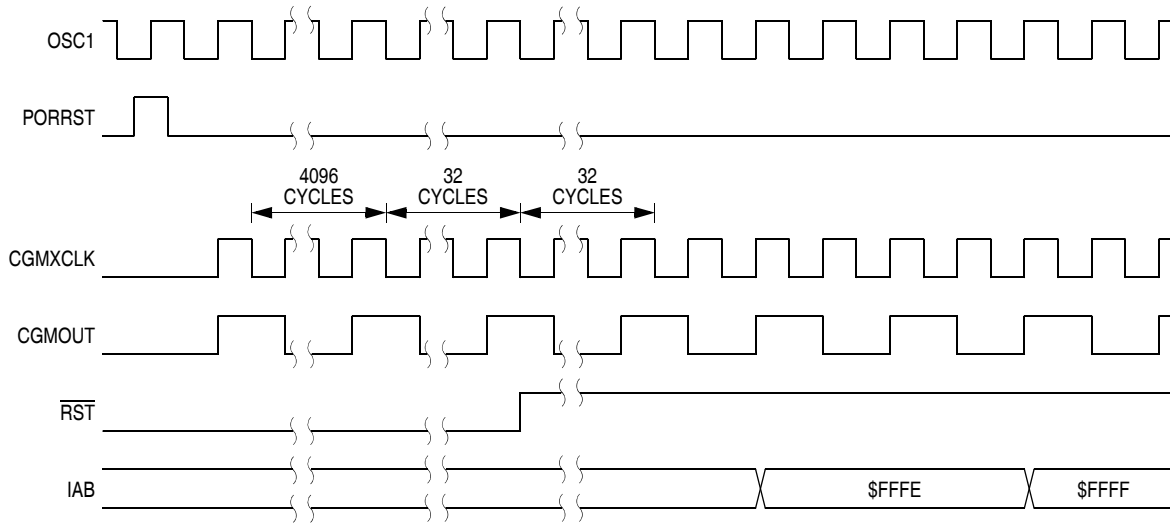 OSC1
PORRST
4096
CYCLES
32
CYCLES
32
CYCLES
CGMXCLK
CGMOUT
RST
IAB
$FFFE
$FFFF